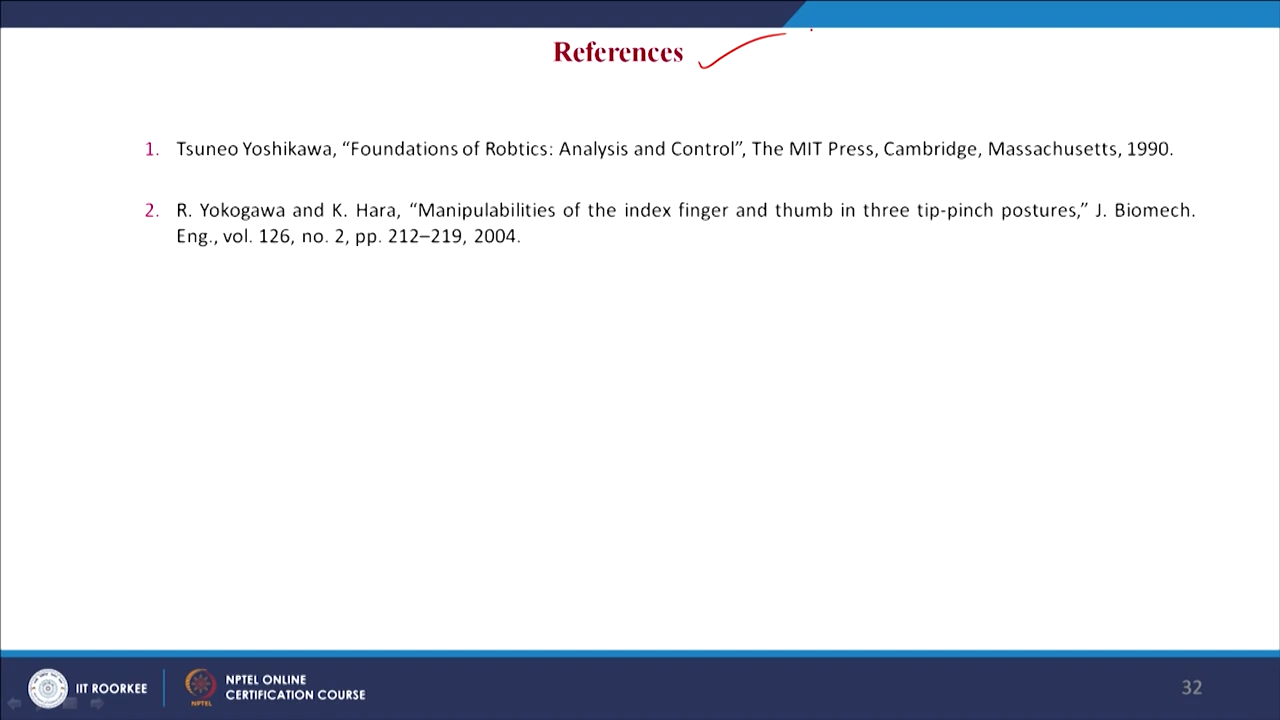 References
1. Tsuneo Yoshikawa, “Foundations of Robtics: Analysis and Control”, The MIT Press, Cambridge, Massachusetts, 1990.
2. R. Yokogawa and K. Hara, “Manipulabilities of the index finger and thumb in three tip-pinch postures,” J. Biomech.
Eng., vol. 126, no. 2, pp. 212–219, 2004.
IIT ROORKEE
NPTEL
NPTEL ONLINE
CERTIFICATION COURSE
32